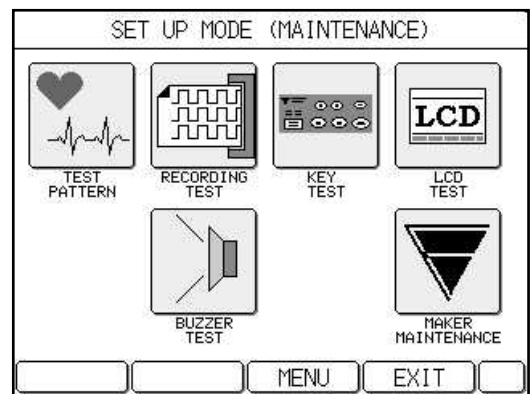 SET UP MODE (MAINTENANCE)
TEST
PATTERN
RECORDING
TEST
KEY
TEST
LCD
LCD
TEST
BUZZER
TEST
MAKER
MAINTENANCE
MENU
EXIT